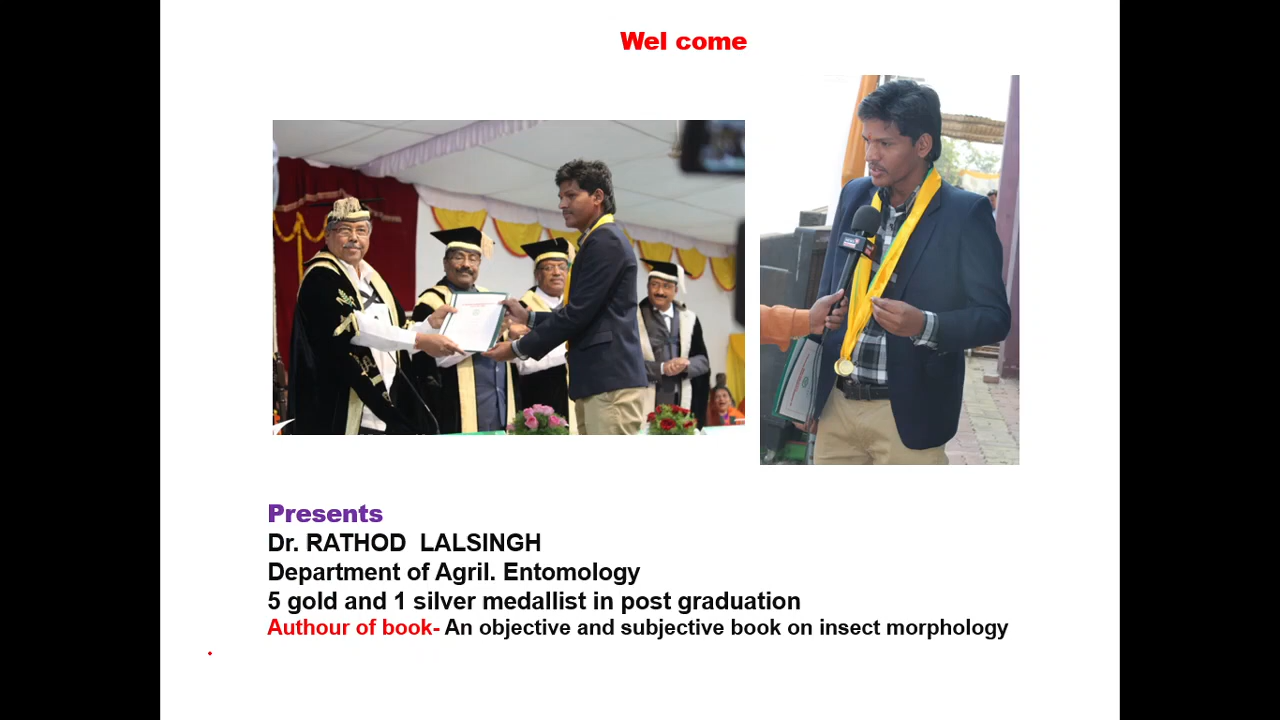 Wel come
Presents
Dr. RATHOD LALSINGH
Department of Agril. Entomology
5 gold and 1 silver medallist in post graduation
Authour of book- An objective and subjective book on insect morphology